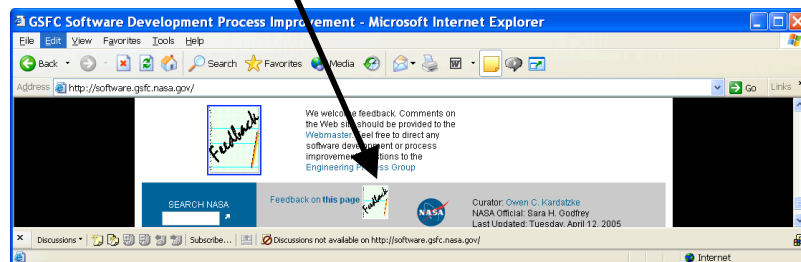 GSFC Software Development Process Improvement - Microsoft Internet Explorer
File Edit View Favorites Tools Help
Back Search Favorites Media
Address http://software.gsfc.nasa.gov/ Go Links
Feedback
We welcome feedback. Comments on
the Web site should be provided to the
Webmaster. Feel free to direct any
software development or process
improvement questions to the
Engineering Process Group
SEARCH NASA
Feedback on this page
Feedback
NASA
Curator: Owen C. Kardatzke
NASA Official: Sara H. Godfrey
Last Updated: Tuesday, April 12, 2005
Discussions Subscribe... Discussions not available on http://software.gsfc.nasa.gov/
Internet